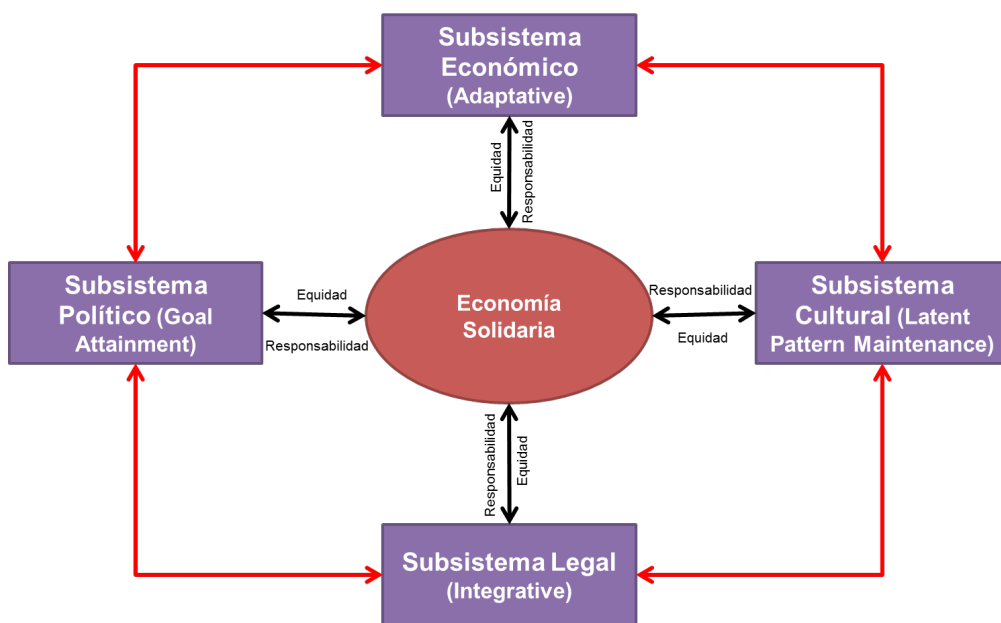 Subsistema
Económico
(Adaptative)
Equidad
Responsabilidad
Subsistema
Político (Goal
Attainment)
Equidad
Responsabilidad
Economía
Solidaria
Responsabilidad
Equidad
Subsistema
Cultural (Latent
Pattern Maintenance)
Responsabilidad
Equidad
Subsistema Legal
(Integrative)